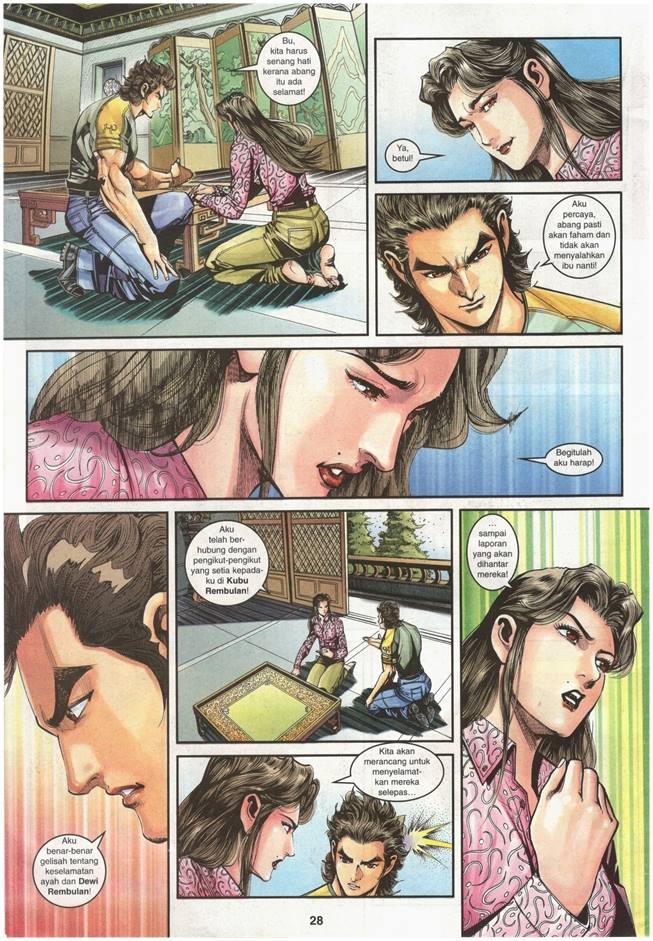 Bu,
kita harus
senang hati
kerana abang
itu ada
selamat!
Ya,
betul!
Aku
percaya,
abang pasti
akan faham dan
tidak akan
menyalahkan
ibu nanti!
Begitulah
aku harap!
Aku
benar-benar
gelisah tentang
keselamatan
ayah dan Dewi
Rembulan!
Aku
telah ber-
hubung dengan
pengikut-pengikut
yang setia kepada-
ku di Kubu
Rembulan!
Kita akan
merancang untuk
menyelamat-
kan mereka
selepas...
...
sampai
laporan
yang akan
dihantar
mereka!
28